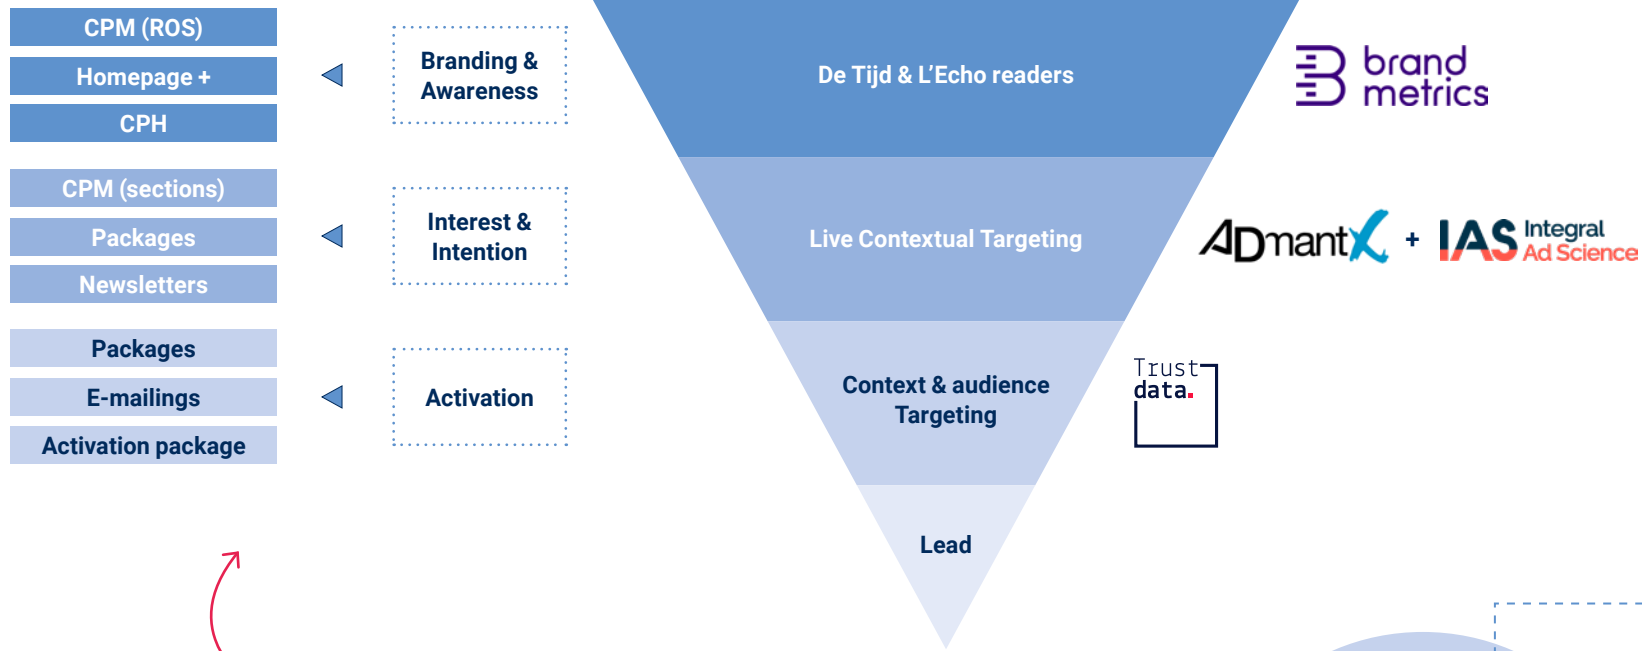 CPM (ROS)
Homepage +
CPH
Branding &
Awareness
De Tijd & L'Echo readers
brand
metrics
CPM (sections)
Packages
Newsletters
Interest &
Intention
Live Contextual Targeting
ADmantX
+
IAS Integral
Ad Science
Packages
E-mailings
Activation package
Activation
Context & audience
Targeting
Trust
data.
Lead